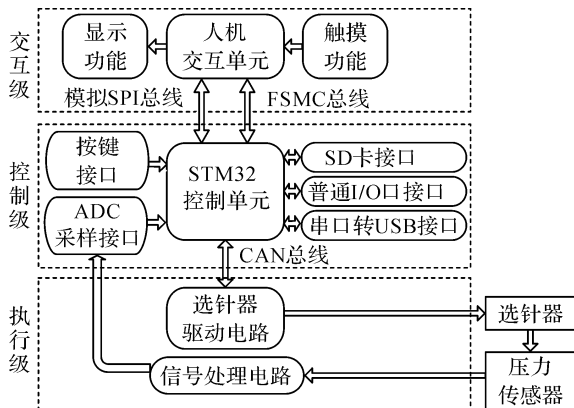 交互级
显示
功能
人机
交互单元
触摸
功能
模拟SPI总线
FSMC总线
控制级
按键
接口
STM32
控制单元
SD卡接口
普通I/O口接口
ADC
采样接口
串口转USB接口
CAN总线
执行级
选针器
驱动电路
选针器
信号处理电路
压力
传感器